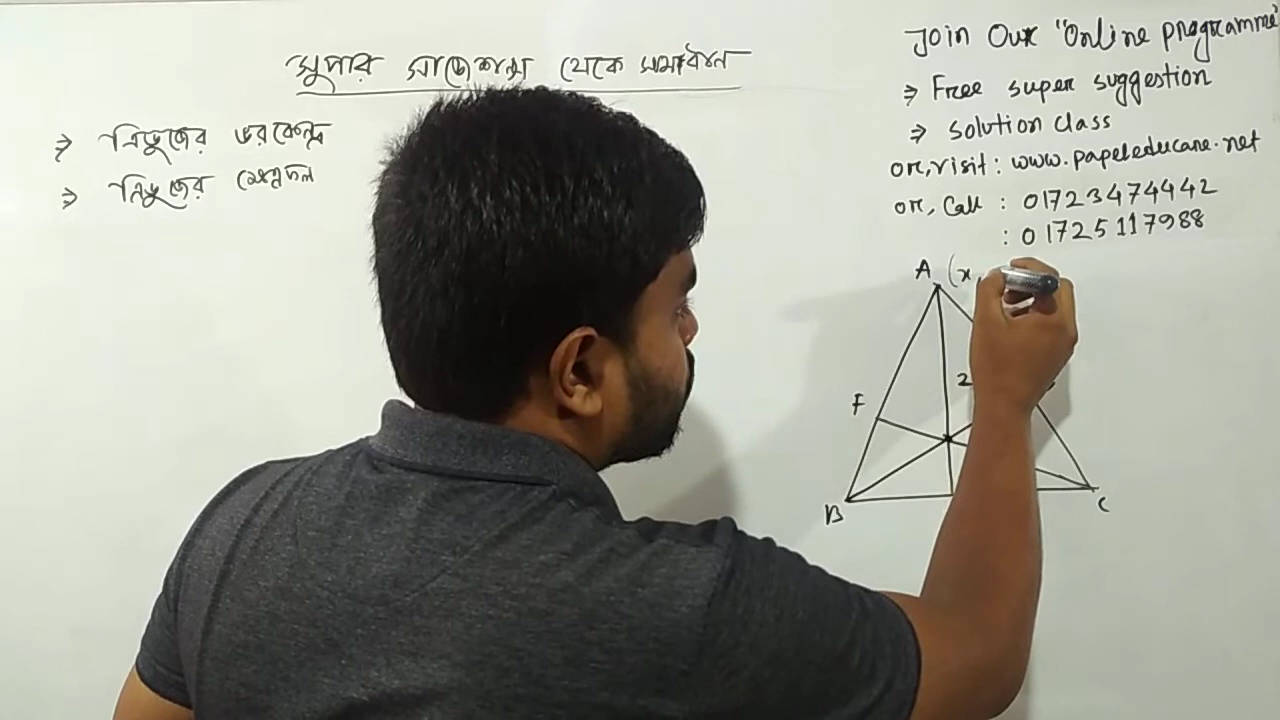 সুপার সাজেশন্স থেকে সমাধান
⇒ ত্রিভুজের ভরকেন্দ্র
⇒ ত্রিভুজের ক্ষেত্রফল
Join Our "Online programme"
⇒ Free super suggestion
⇒ Solution class
or, visit : www.papeleducane.net
or, Call : 01723474442
: 01725117988
A (x,
2
F
B
C